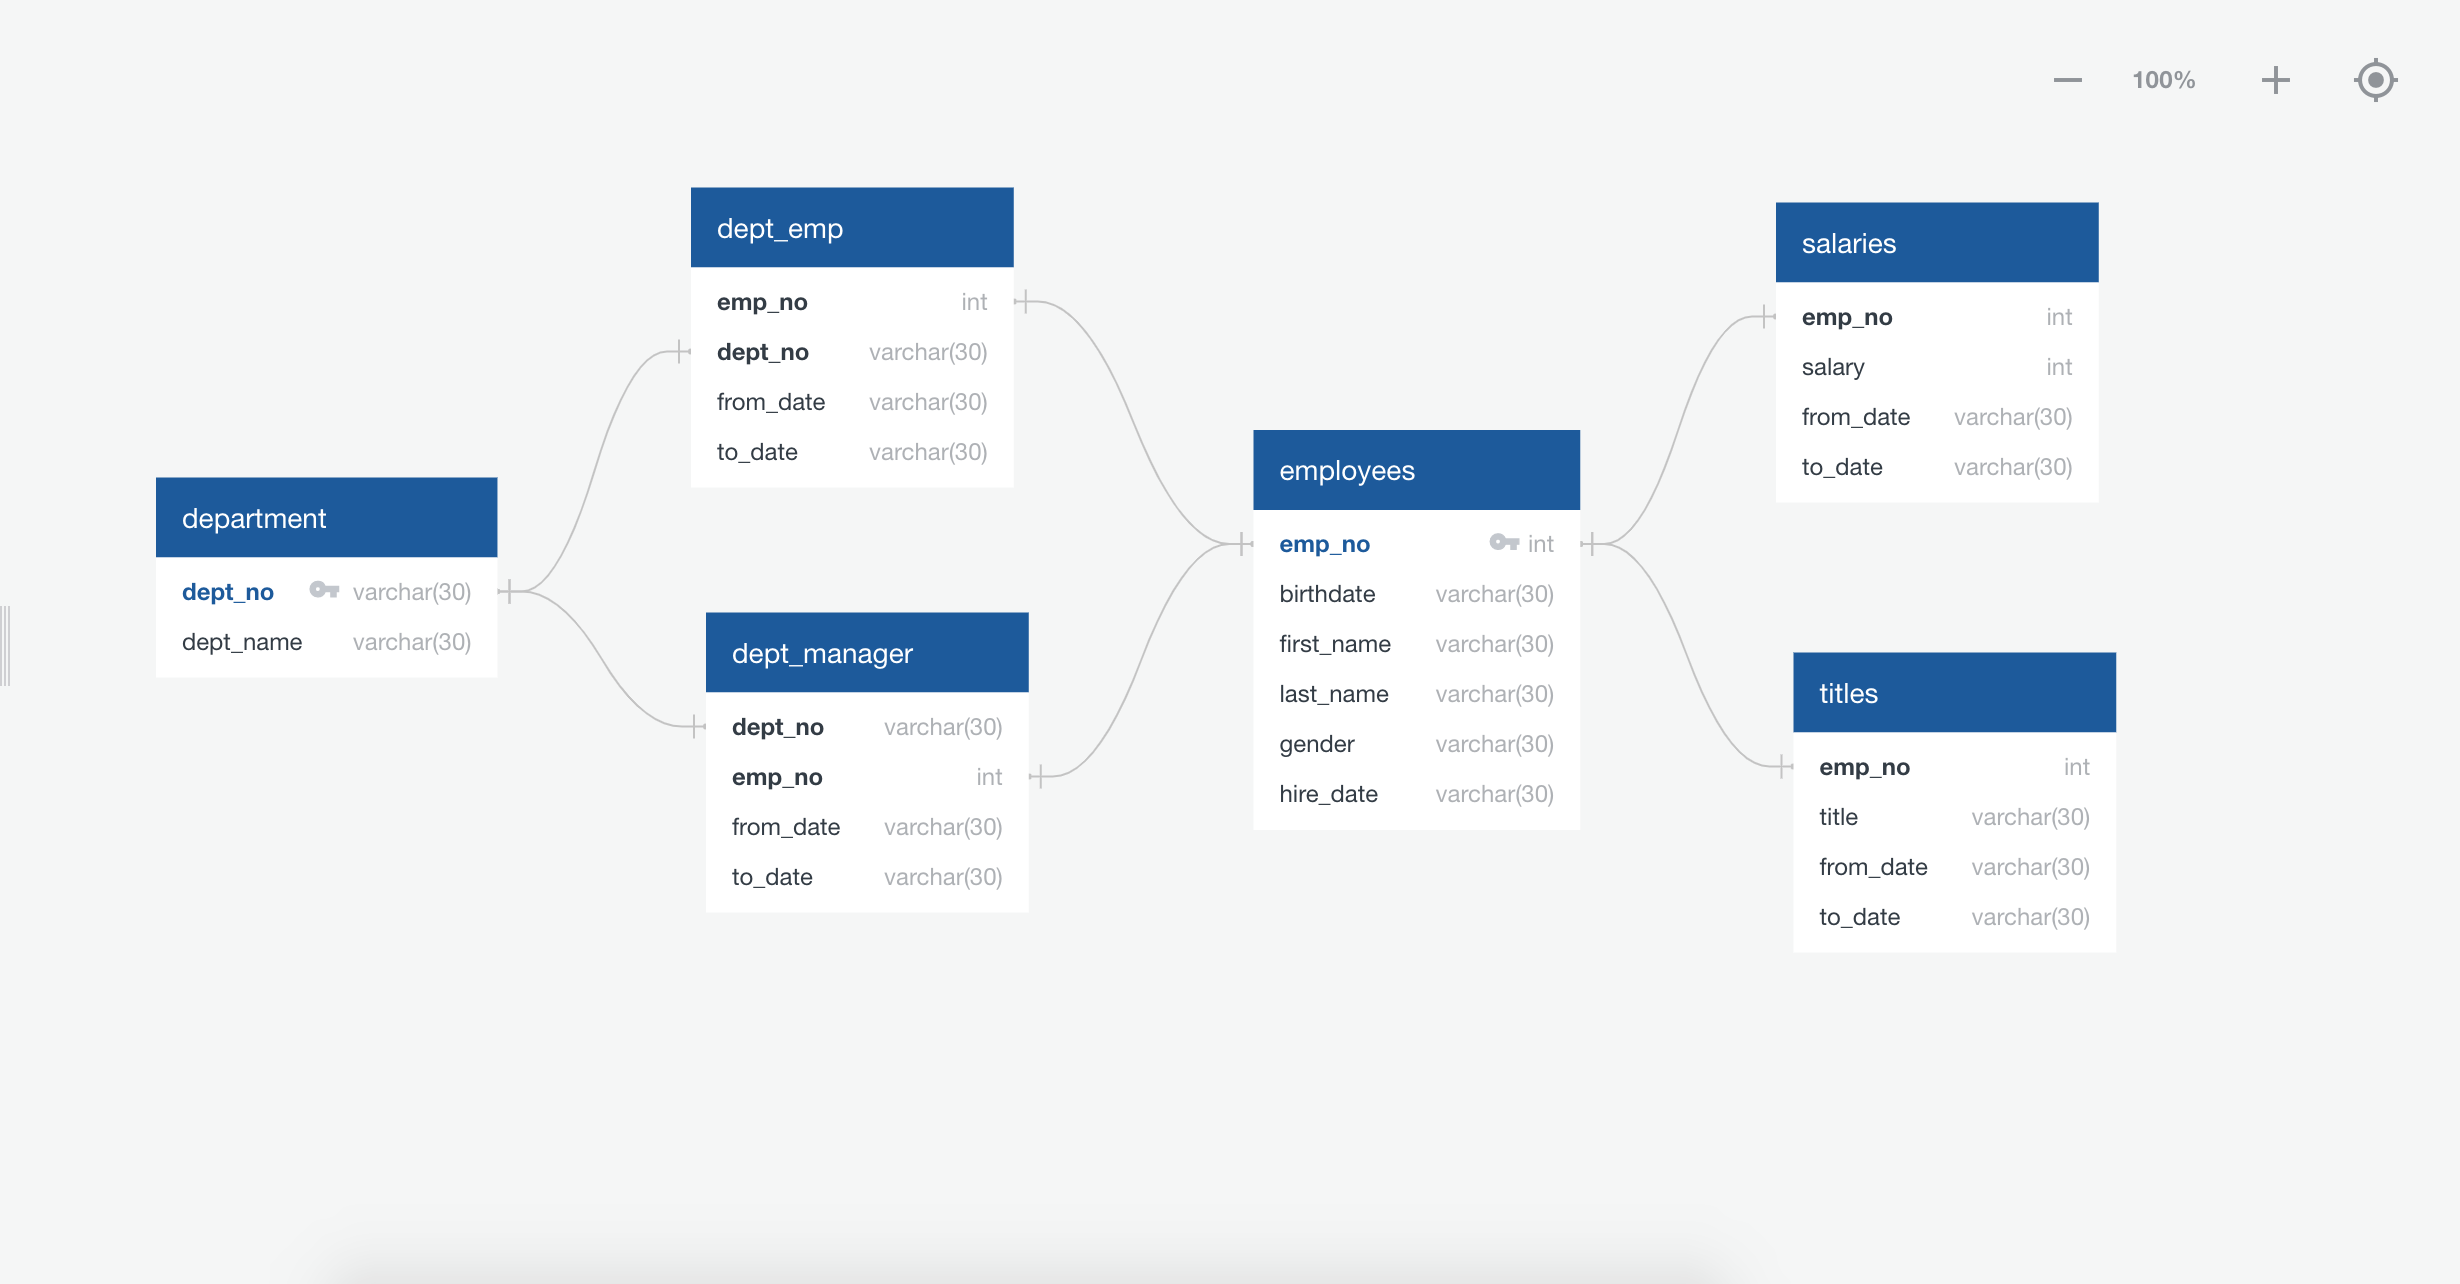 100%
department
dept_no varchar(30)
dept_name varchar(30)
dept_emp
emp_no int
dept_no varchar(30)
from_date varchar(30)
to_date varchar(30)
dept_manager
dept_no varchar(30)
emp_no int
from_date varchar(30)
to_date varchar(30)
employees
emp_no int
birthdate varchar(30)
first_name varchar(30)
last_name varchar(30)
gender varchar(30)
hire_date varchar(30)
salaries
emp_no int
salary int
from_date varchar(30)
to_date varchar(30)
titles
emp_no int
title varchar(30)
from_date varchar(30)
to_date varchar(30)